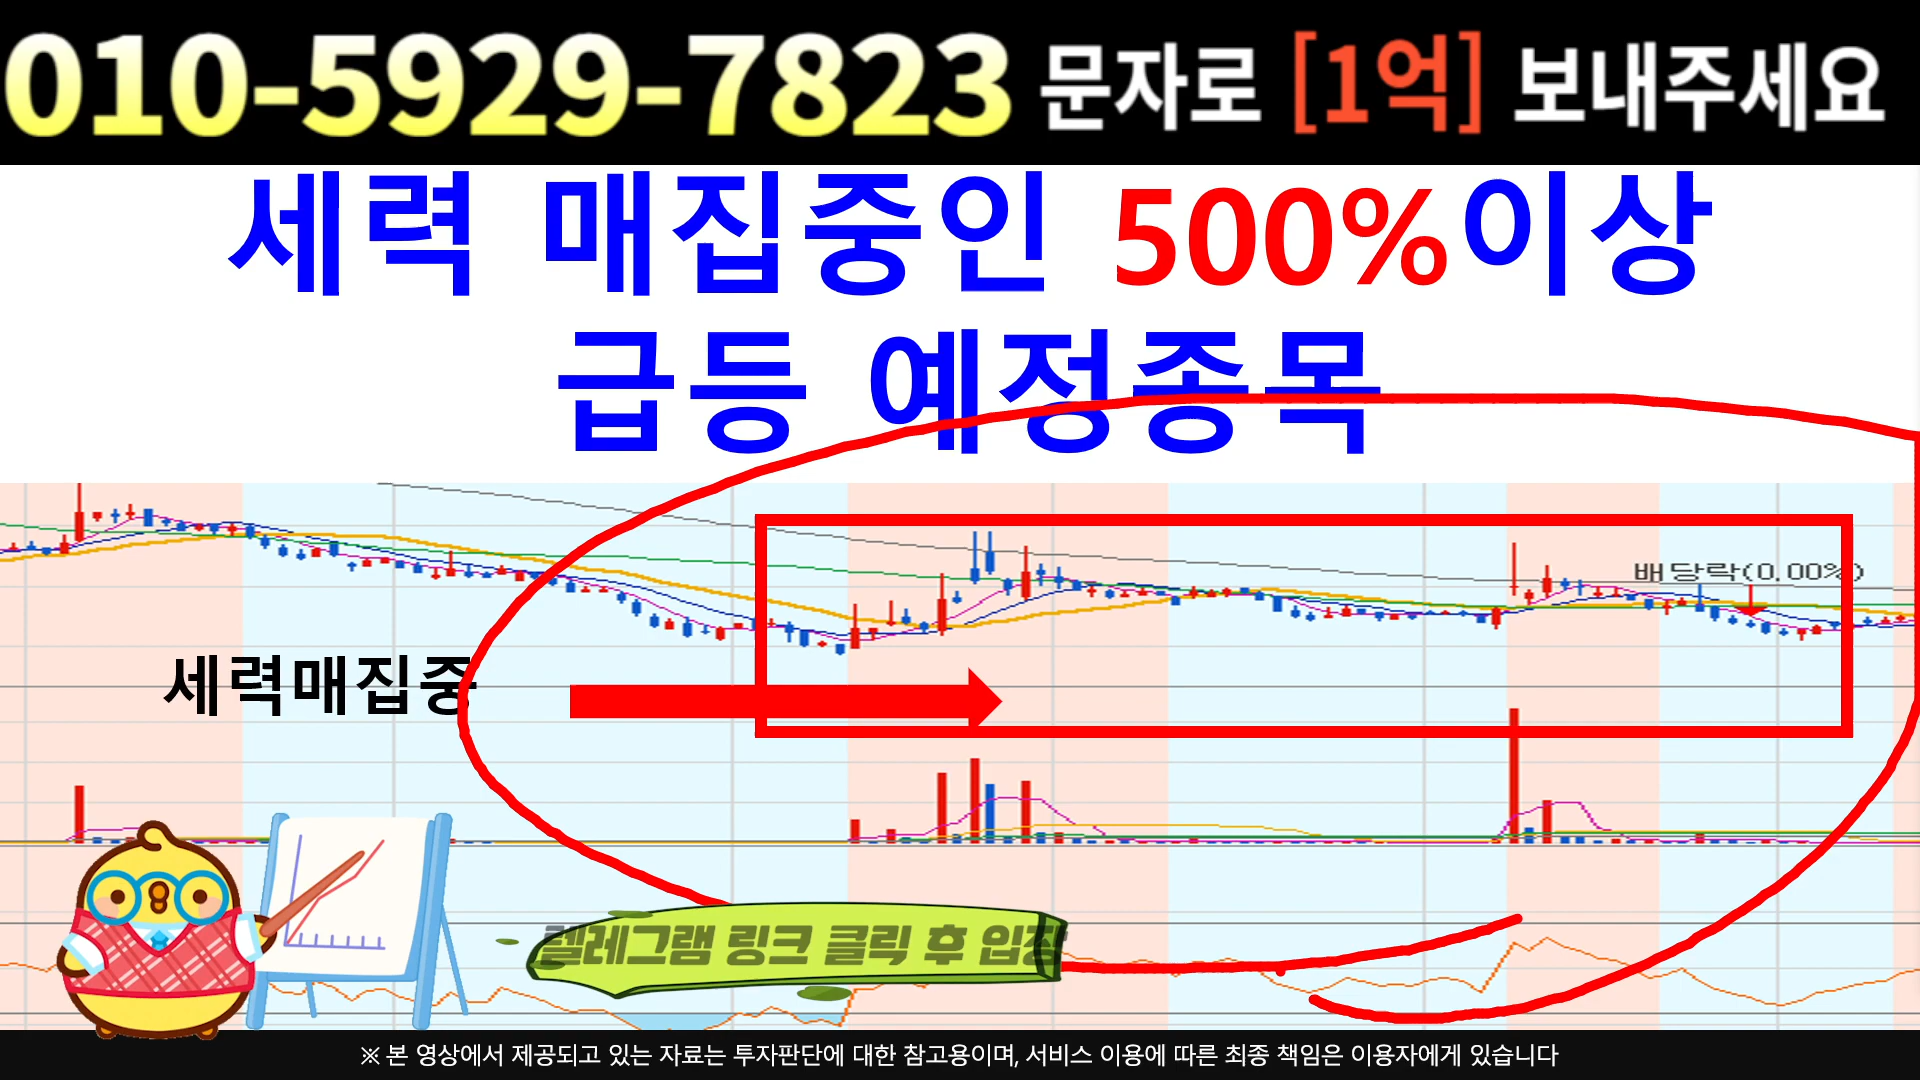 010-5929-7823 문자로 [1억] 보내주세요
세력 매집중인 500%이상
급등 예정종목
배당락(0.00%)
세력매집중
텔레그램 링크 클릭 후 입장
※ 본 영상에서 제공되고 있는 자료는 투자판단에 대한 참고용이며, 서비스 이용에 따른 최종 책임은 이용자에게 있습니다